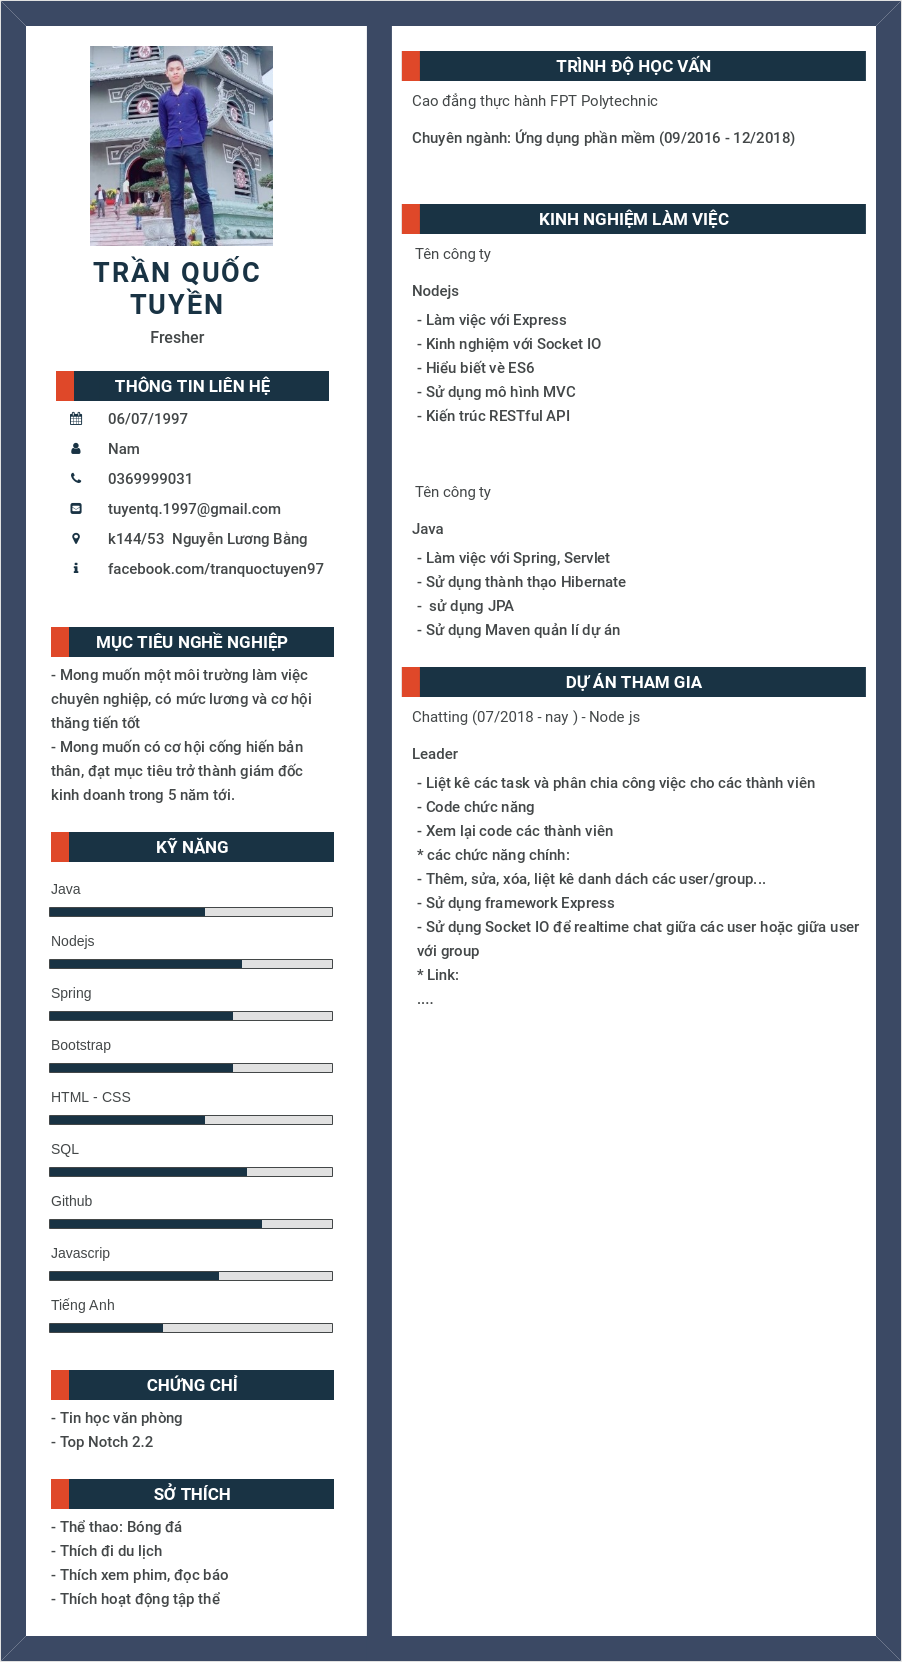 TRẦN QUỐC
TUYỀN
Fresher
THÔNG TIN LIÊN HỆ
06/07/1997
Nam
0369999031
tuyentq.1997@gmail.com
k144/53  Nguyễn Lương Bằng
facebook.com/tranquoctuyen97
MỤC TIÊU NGHỀ NGHIỆP
- Mong muốn một môi trường làm việc
chuyên nghiệp, có mức lương và cơ hội
thăng tiến tốt
- Mong muốn có cơ hội cống hiến bản
thân, đạt mục tiêu trở thành giám đốc
kinh doanh trong 5 năm tới.
KỸ NĂNG
Java
Nodejs
Spring
Bootstrap
HTML - CSS
SQL
Github
Javascrip
Tiếng Anh
CHỨNG CHỈ
- Tin học văn phòng
- Top Notch 2.2
SỞ THÍCH
- Thể thao: Bóng đá
- Thích đi du lịch
- Thích xem phim, đọc báo
- Thích hoạt động tập thể
TRÌNH ĐỘ HỌC VẤN
Cao đẳng thực hành FPT Polytechnic
Chuyên ngành: Ứng dụng phần mềm (09/2016 - 12/2018)
KINH NGHIỆM LÀM VIỆC
Tên công ty
Nodejs
- Làm việc với Express
- Kinh nghiệm với Socket IO
- Hiểu biết vè ES6
- Sử dụng mô hình MVC
- Kiến trúc RESTful API
Tên công ty
Java
- Làm việc với Spring, Servlet
- Sử dụng thành thạo Hibernate
-  sử dụng JPA
- Sử dụng Maven quản lí dự án
DỰ ÁN THAM GIA
Chatting (07/2018 - nay ) - Node js
Leader
- Liệt kê các task và phân chia công việc cho các thành viên
- Code chức năng
- Xem lại code các thành viên
* các chức năng chính:
- Thêm, sửa, xóa, liệt kê danh dách các user/group...
- Sử dụng framework Express
- Sử dụng Socket IO để realtime chat giữa các user hoặc giữa user
với group
* Link:
....